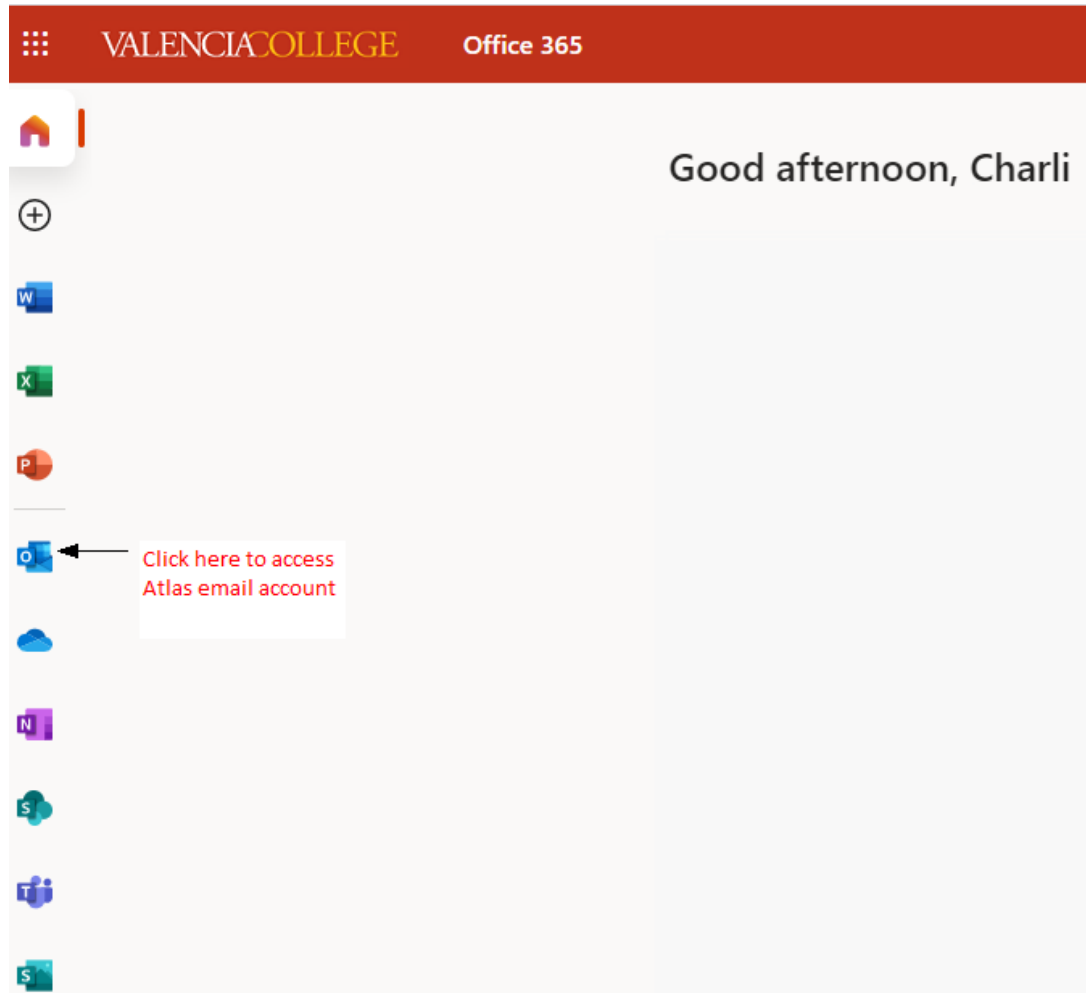 VALENCIACOLLEGE Office 365
Good afternoon, Charli
W
X
P
O
Click here to access
Atlas email account
N
S
T
S